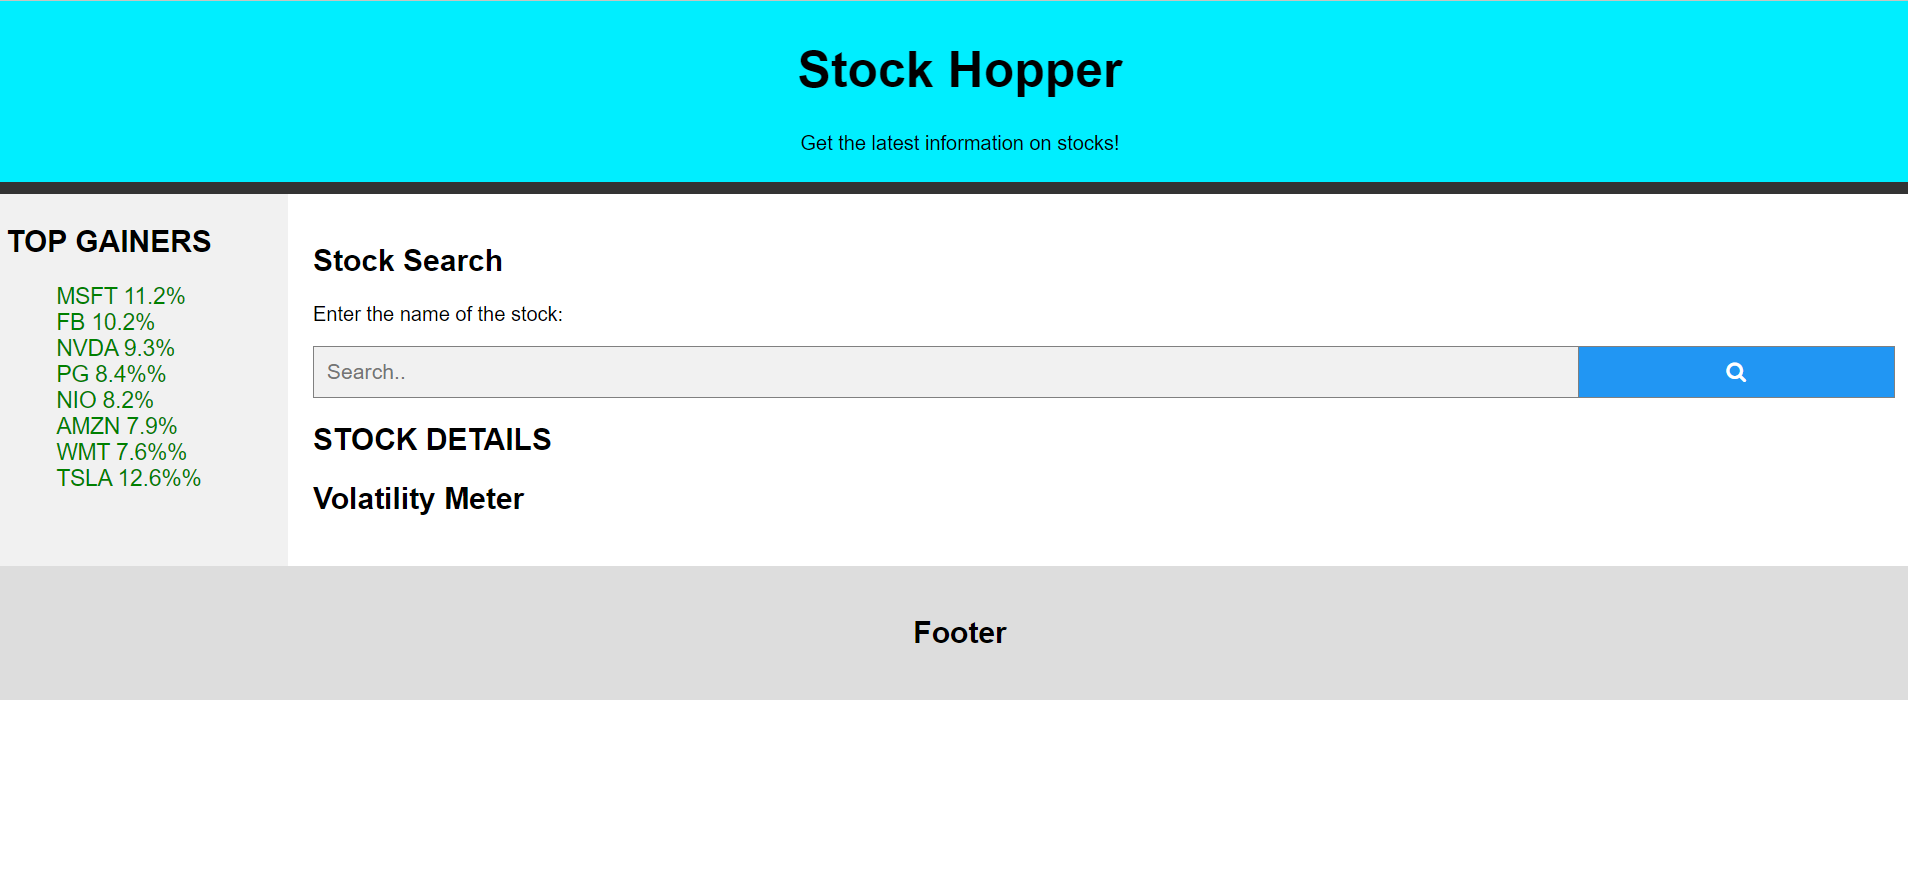 Stock Hopper
Get the latest information on stocks!
TOP GAINERS
MSFT 11.2%
FB 10.2%
NVDA 9.3%
PG 8.4%%
NIO 8.2%
AMZN 7.9%
WMT 7.6%%
TSLA 12.6%%
Stock Search
Enter the name of the stock:
Search..
STOCK DETAILS
Volatility Meter
Footer